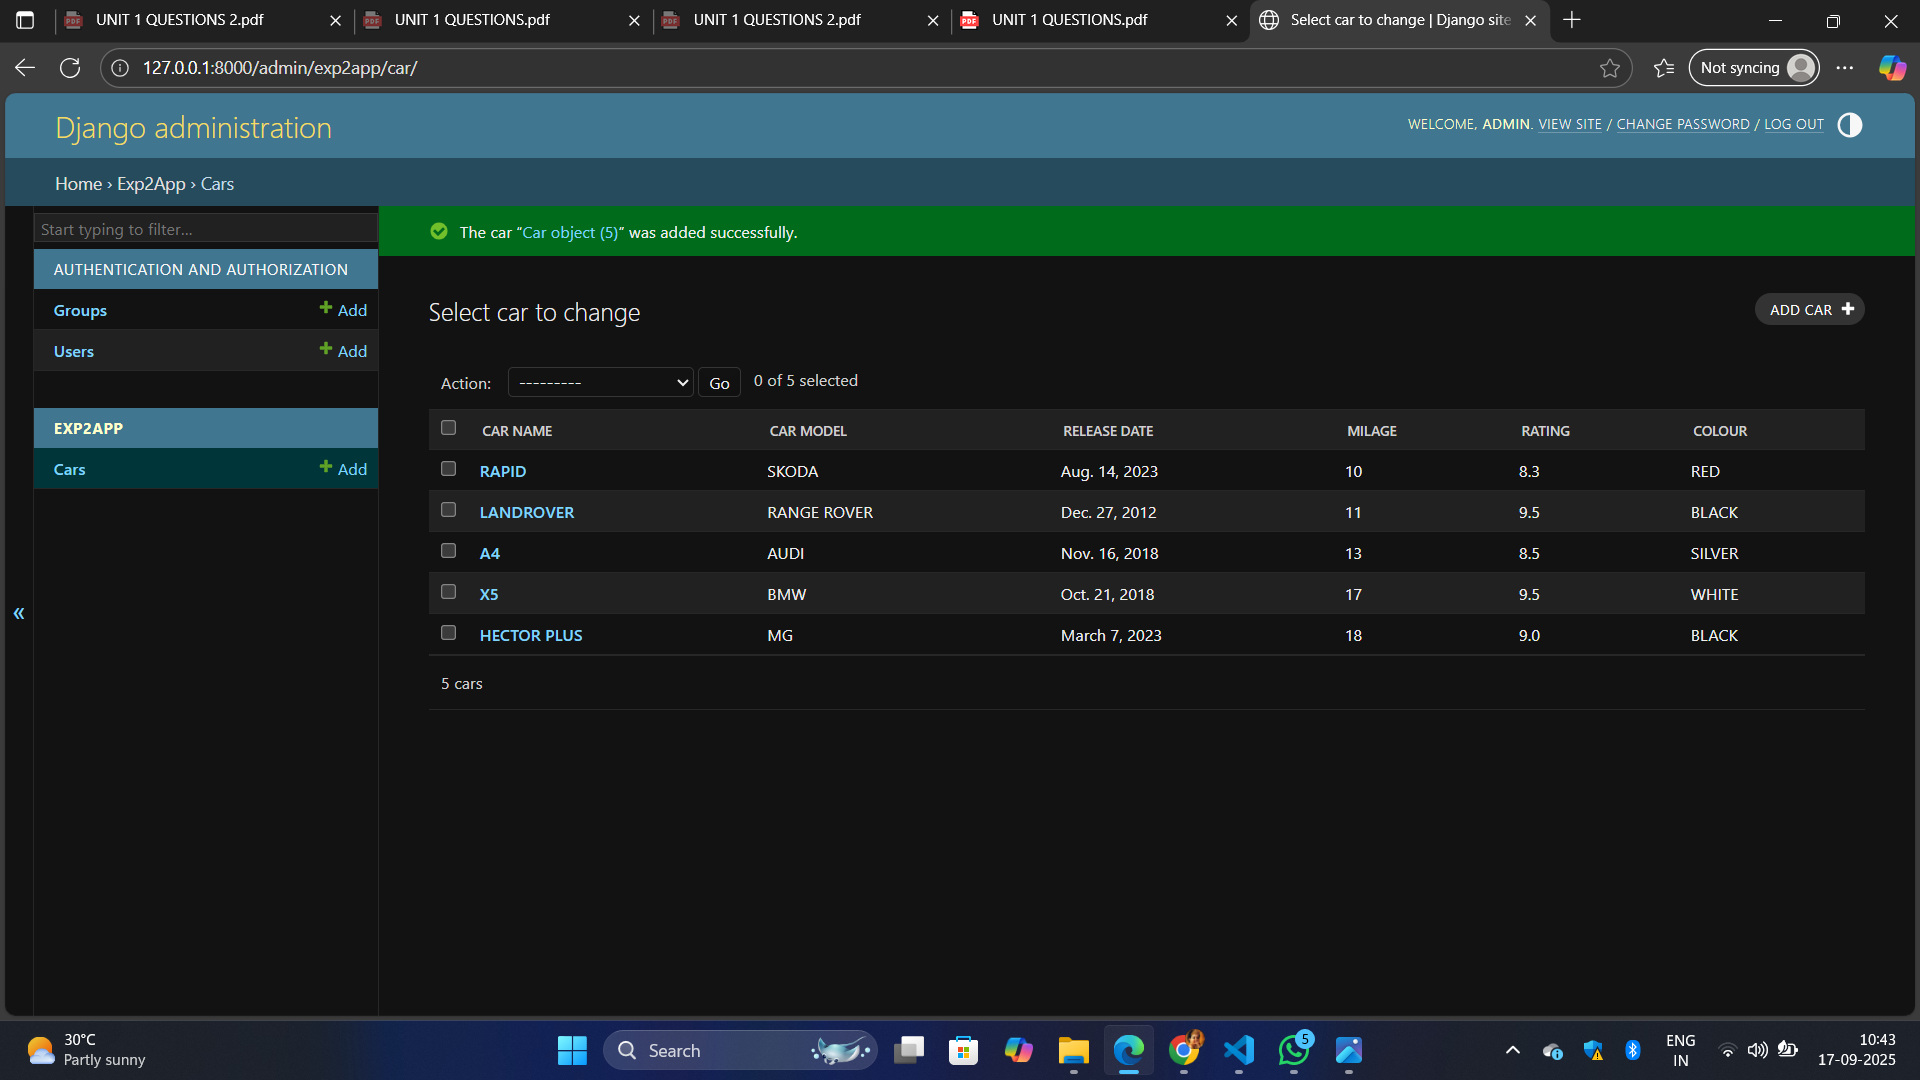 UNIT 1 QUESTIONS 2.pdf
UNIT 1 QUESTIONS.pdf
UNIT 1 QUESTIONS 2.pdf
UNIT 1 QUESTIONS.pdf
Select car to change | Django site
127.0.0.1:8000/admin/exp2app/car/
Not syncing
Django administration
WELCOME, ADMIN. VIEW SITE / CHANGE PASSWORD / LOG OUT
Home › Exp2App › Cars
Start typing to filter...
AUTHENTICATION AND AUTHORIZATION
Groups Add
Users Add
EXP2APP
Cars Add
«
The car “Car object (5)” was added successfully.
Select car to change
ADD CAR
Action: --------- Go 0 of 5 selected
CAR NAME CAR MODEL RELEASE DATE MILAGE RATING COLOUR
RAPID SKODA Aug. 14, 2023 10 8.3 RED
LANDROVER RANGE ROVER Dec. 27, 2012 11 9.5 BLACK
A4 AUDI Nov. 16, 2018 13 8.5 SILVER
X5 BMW Oct. 21, 2018 17 9.5 WHITE
HECTOR PLUS MG March 7, 2023 18 9.0 BLACK
5 cars
30°C
Partly sunny
Search
5
ENG
IN
10:43
17-09-2025